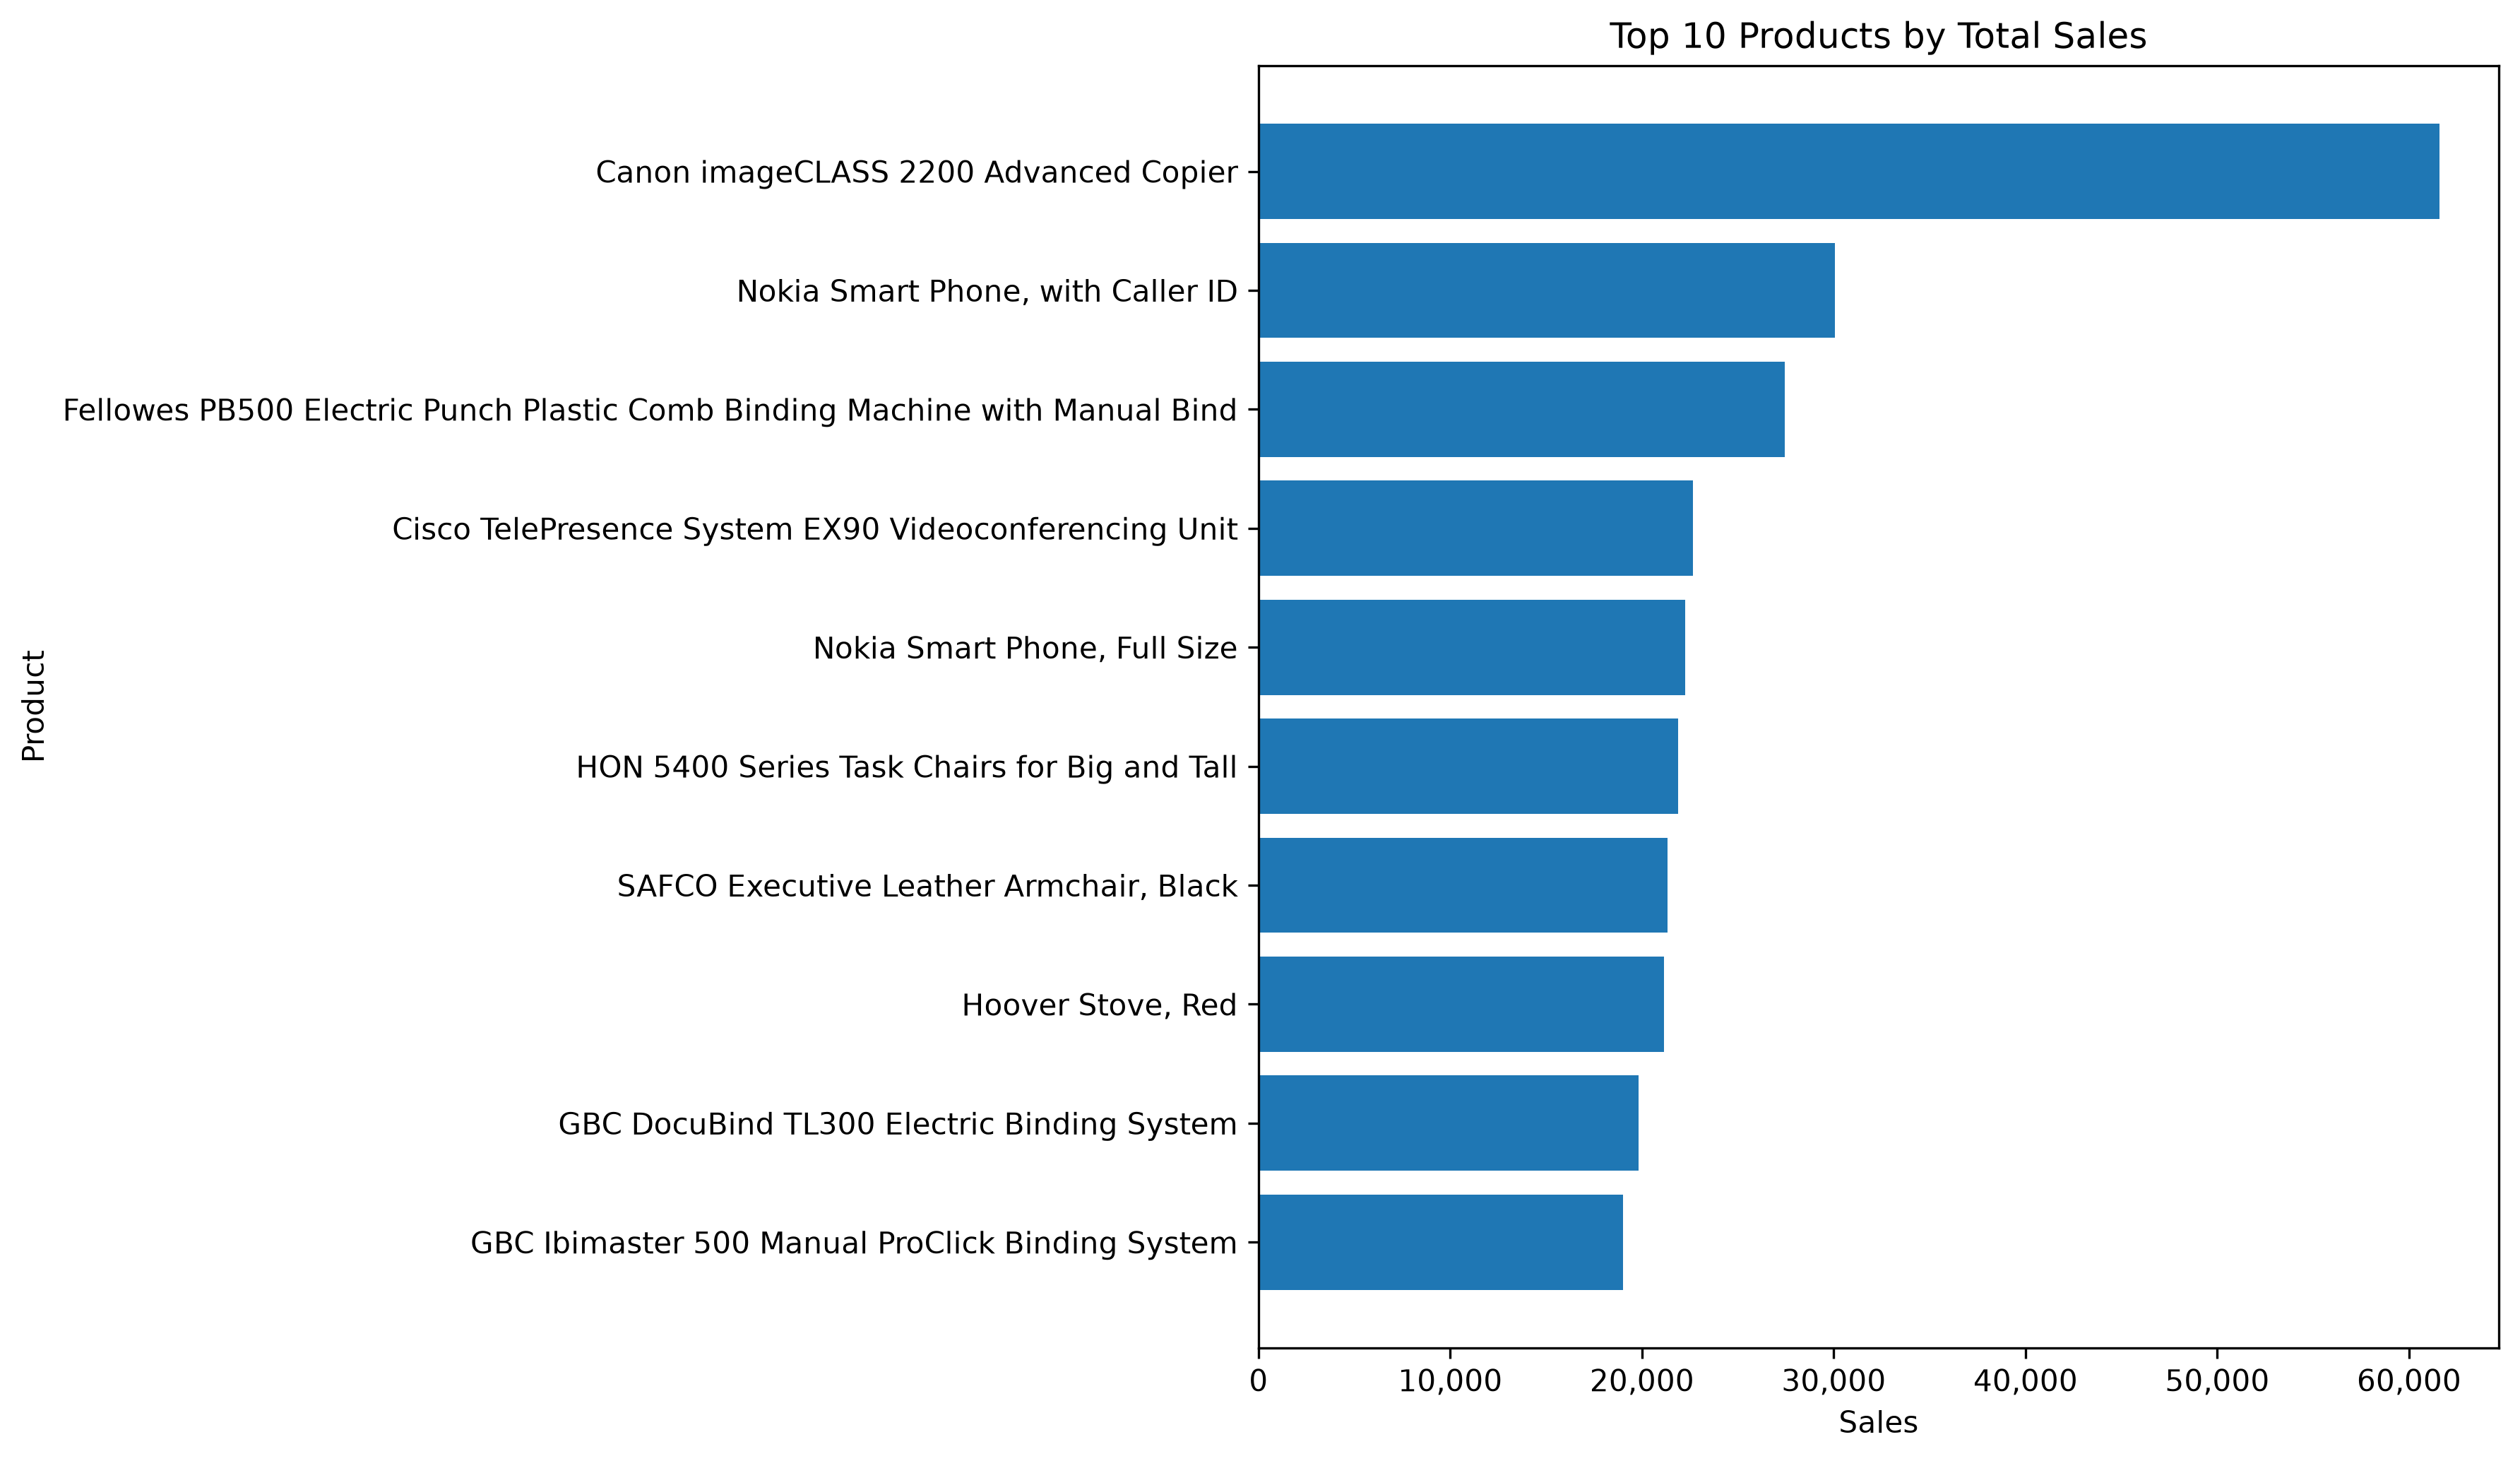 Top 10 Products by Total Sales
Canon imageCLASS 2200 Advanced Copier
Nokia Smart Phone, with Caller ID
Fellowes PB500 Electric Punch Plastic Comb Binding Machine with Manual Bind
Cisco TelePresence System EX90 Videoconferencing Unit
Nokia Smart Phone, Full Size
HON 5400 Series Task Chairs for Big and Tall
SAFCO Executive Leather Armchair, Black
Hoover Stove, Red
GBC DocuBind TL300 Electric Binding System
GBC Ibimaster 500 Manual ProClick Binding System
Product
0 10,000 20,000 30,000 40,000 50,000 60,000
Sales